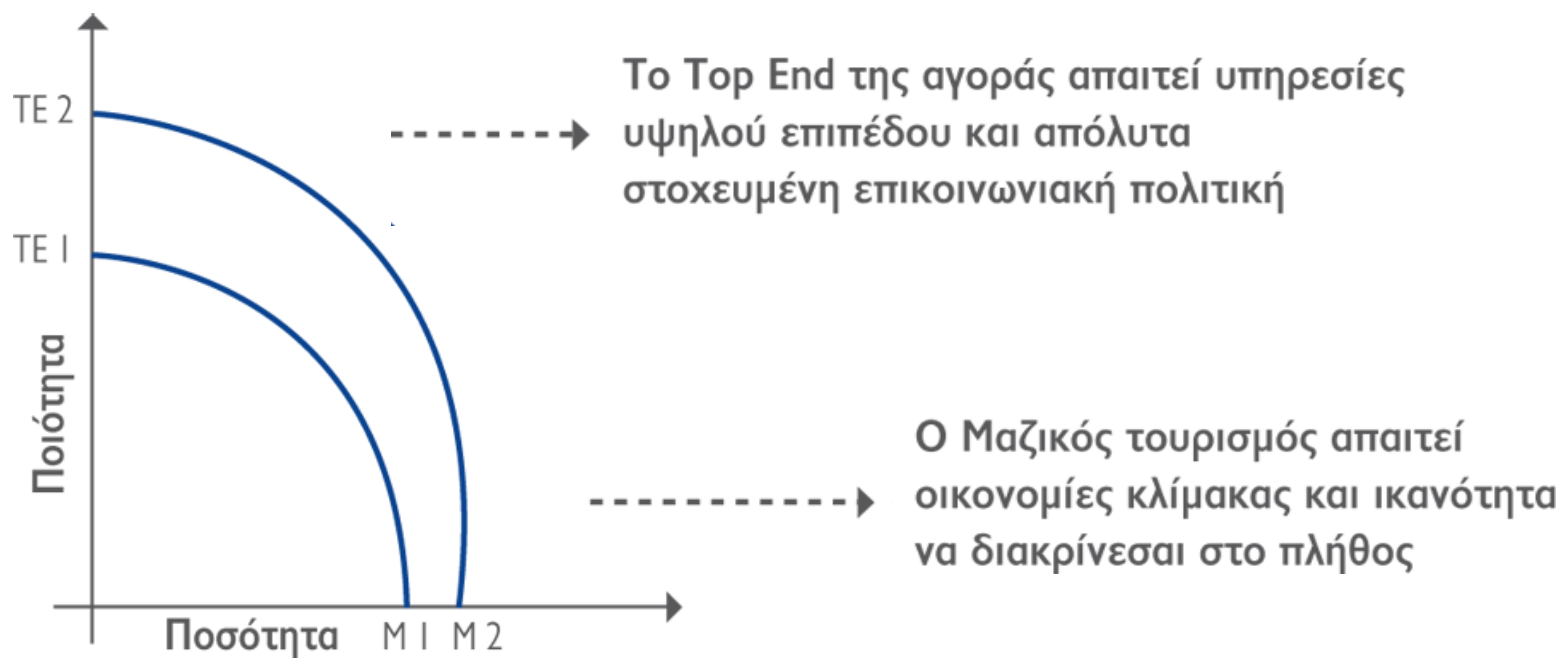 TE 2
Το Top End της αγοράς απαιτεί υπηρεσίες
υψηλού επιπέδου και απόλυτα
στοχευμένη επικοινωνιακή πολιτική
TE 1
Ποιότητα
Ο Μαζικός τουρισμός απαιτεί
οικονομίες κλίμακας και ικανότητα
να διακρίνεσαι στο πλήθος
Ποσότητα M 1 M 2